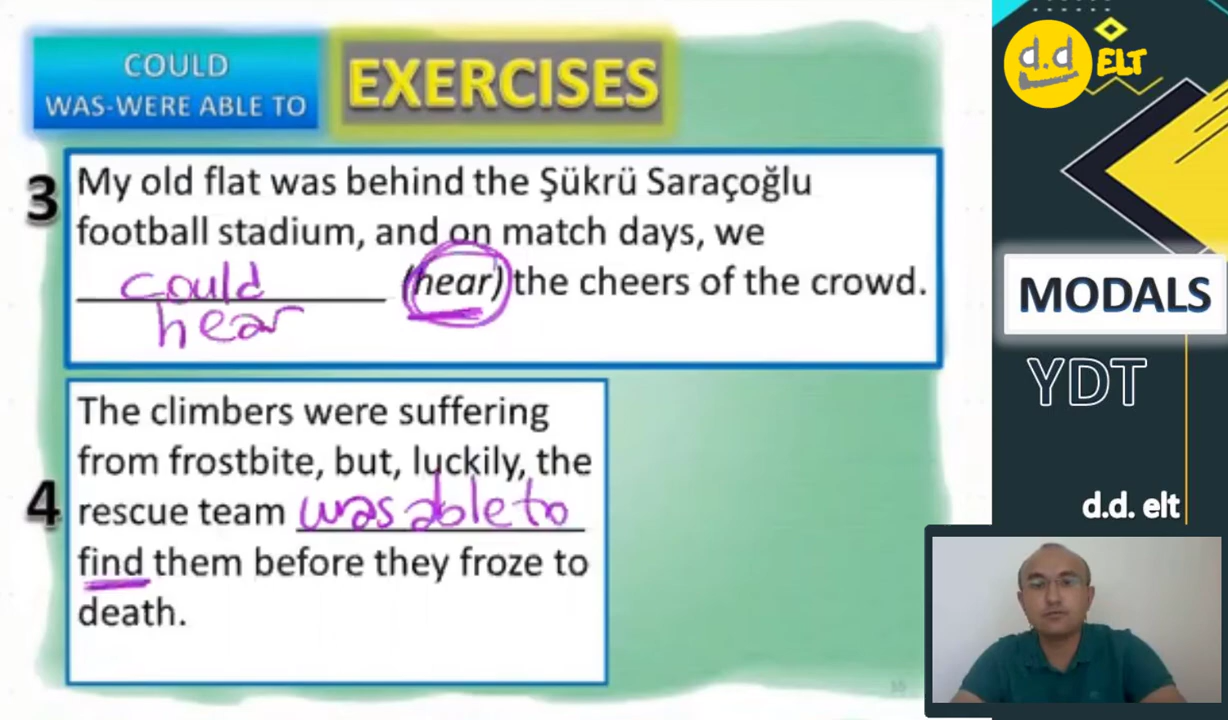 COULD
WAS-WERE ABLE TO
EXERCISES
3
My old flat was behind the Şükrü Saraçoğlu
football stadium, and on match days, we
could (hear) the cheers of the crowd.
hear
4
The climbers were suffering
from frostbite, but, luckily, the
rescue team was able to
find them before they froze to
death.
d.d ELT
MODALS
YDT
d.d. elt